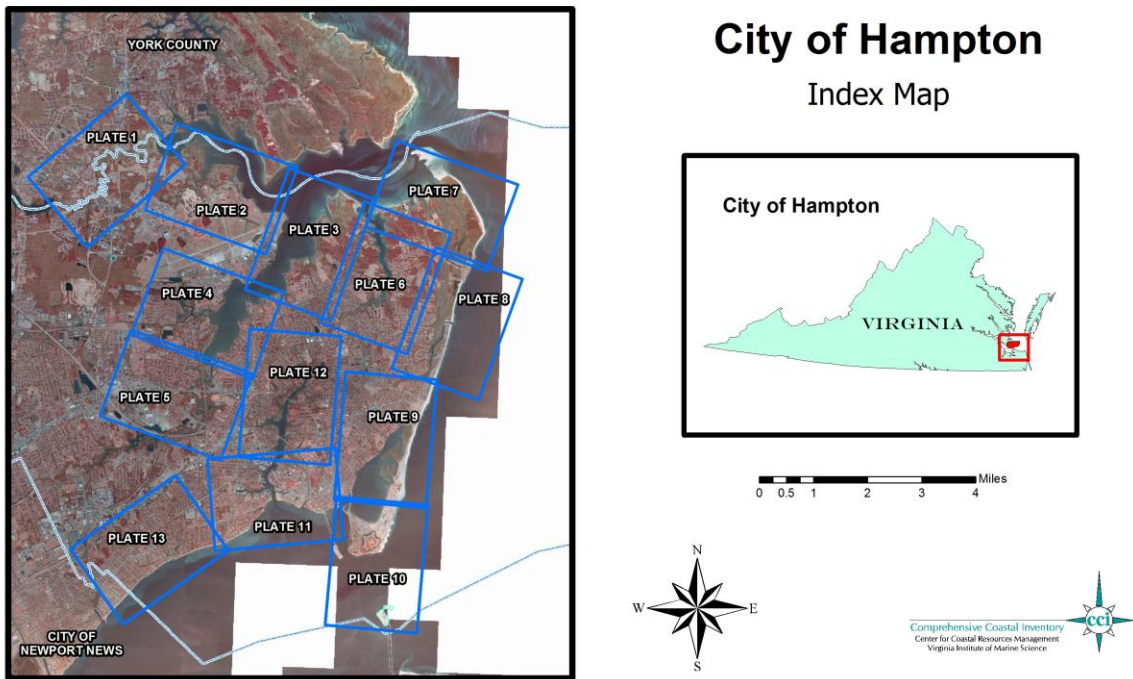 City of Hampton
Index Map
YORK COUNTY
PLATE 1
PLATE 2
PLATE 3
PLATE 7
PLATE 4
PLATE 6
PLATE 8
PLATE 12
PLATE 5
PLATE 9
PLATE 11
PLATE 13
PLATE 10
CITY OF
NEWPORT NEWS
City of Hampton
VIRGINIA
Miles
0 0.5 1 2 3 4
N
W E
S
Comprehensive Coastal Inventory
Center for Coastal Resources Management
Virginia Institute of Marine Science
cci